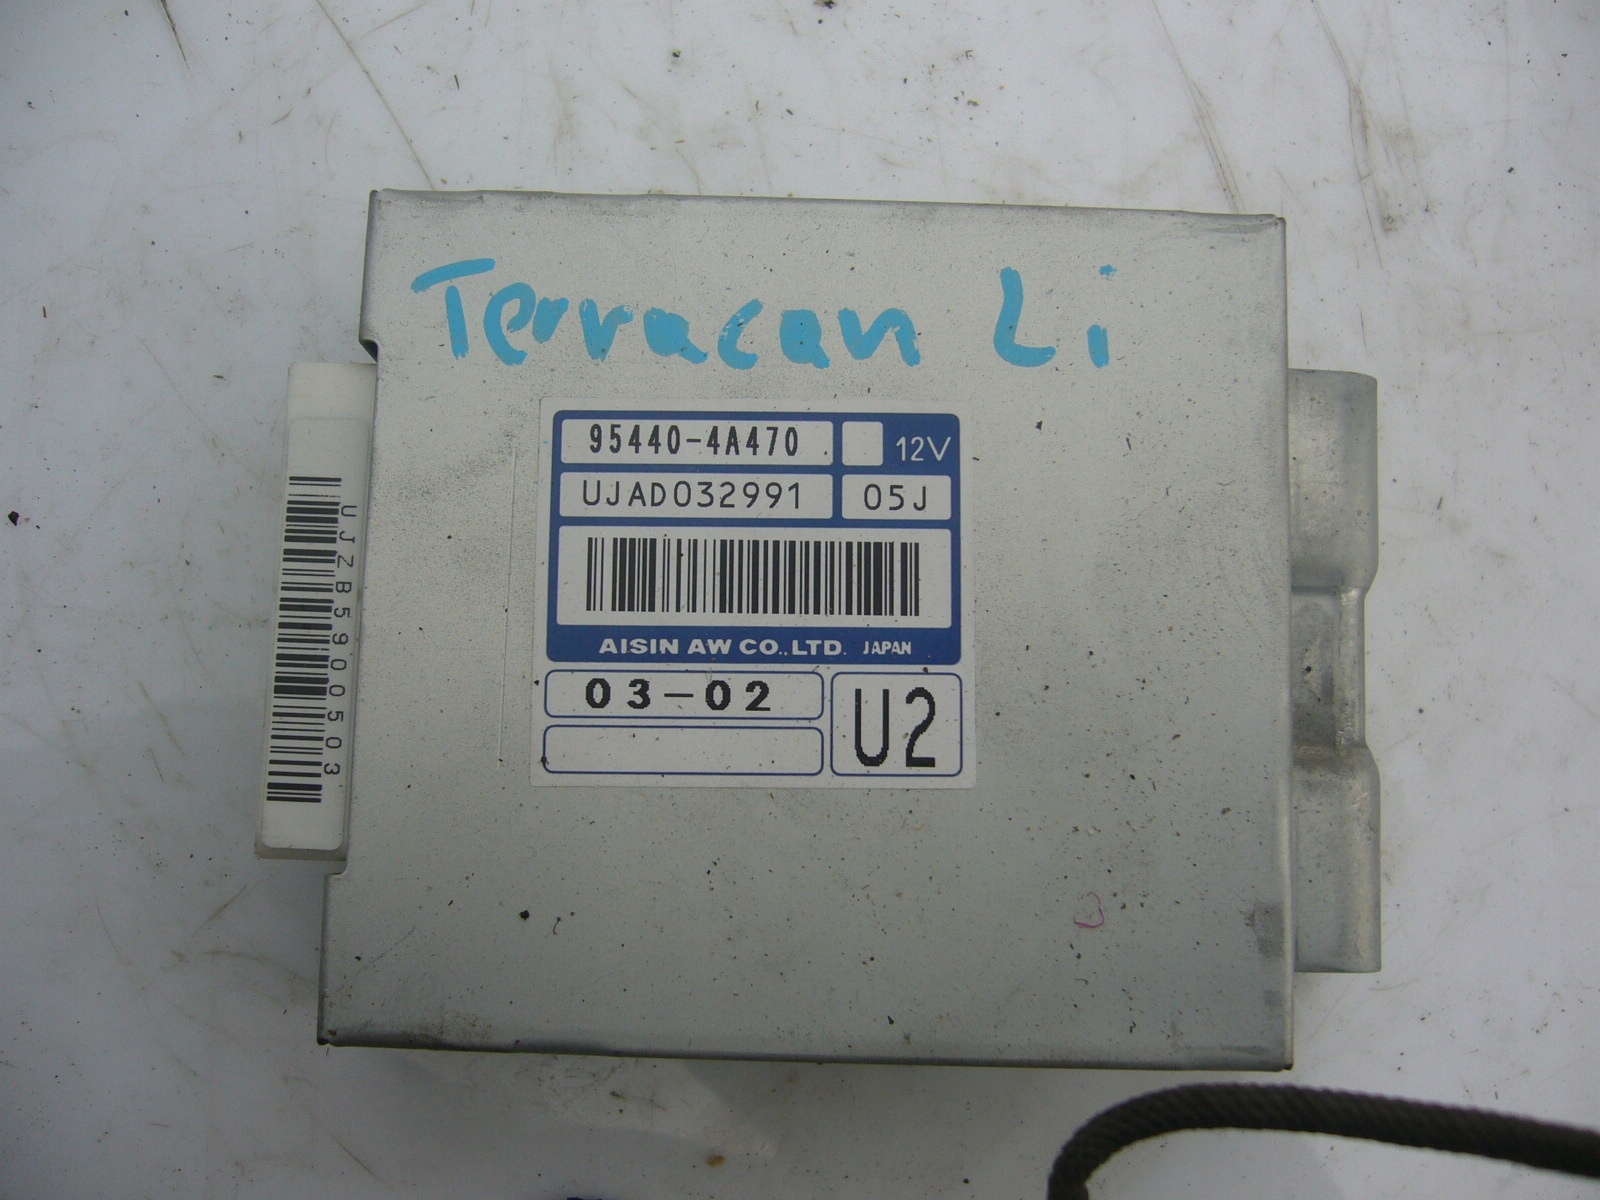 Terracan Li
95440-4A470 12V
UJAD032991 05J
AISIN AW CO.,LTD. JAPAN
03-02
U2
UJZB5900503